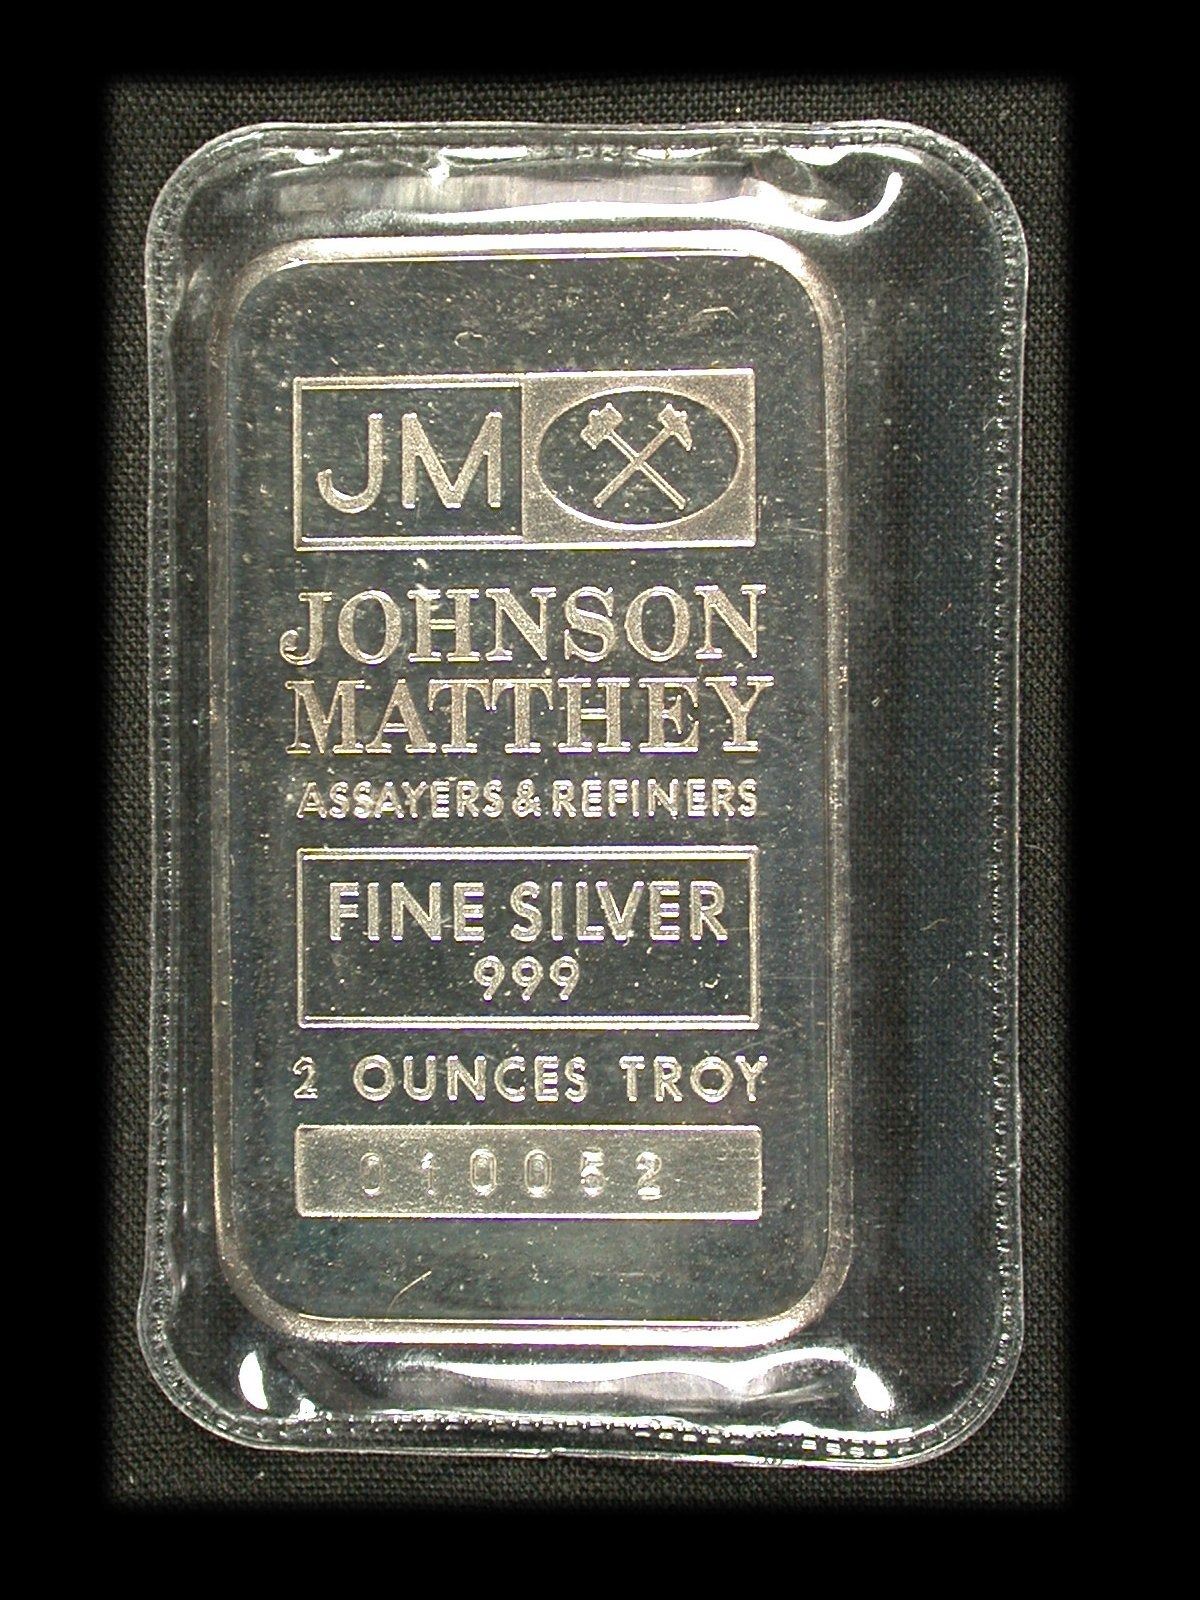 JM
JOHNSON
MATTHEY
ASSAYERS & REFINERS
FINE SILVER
999
2 OUNCES TROY
010052